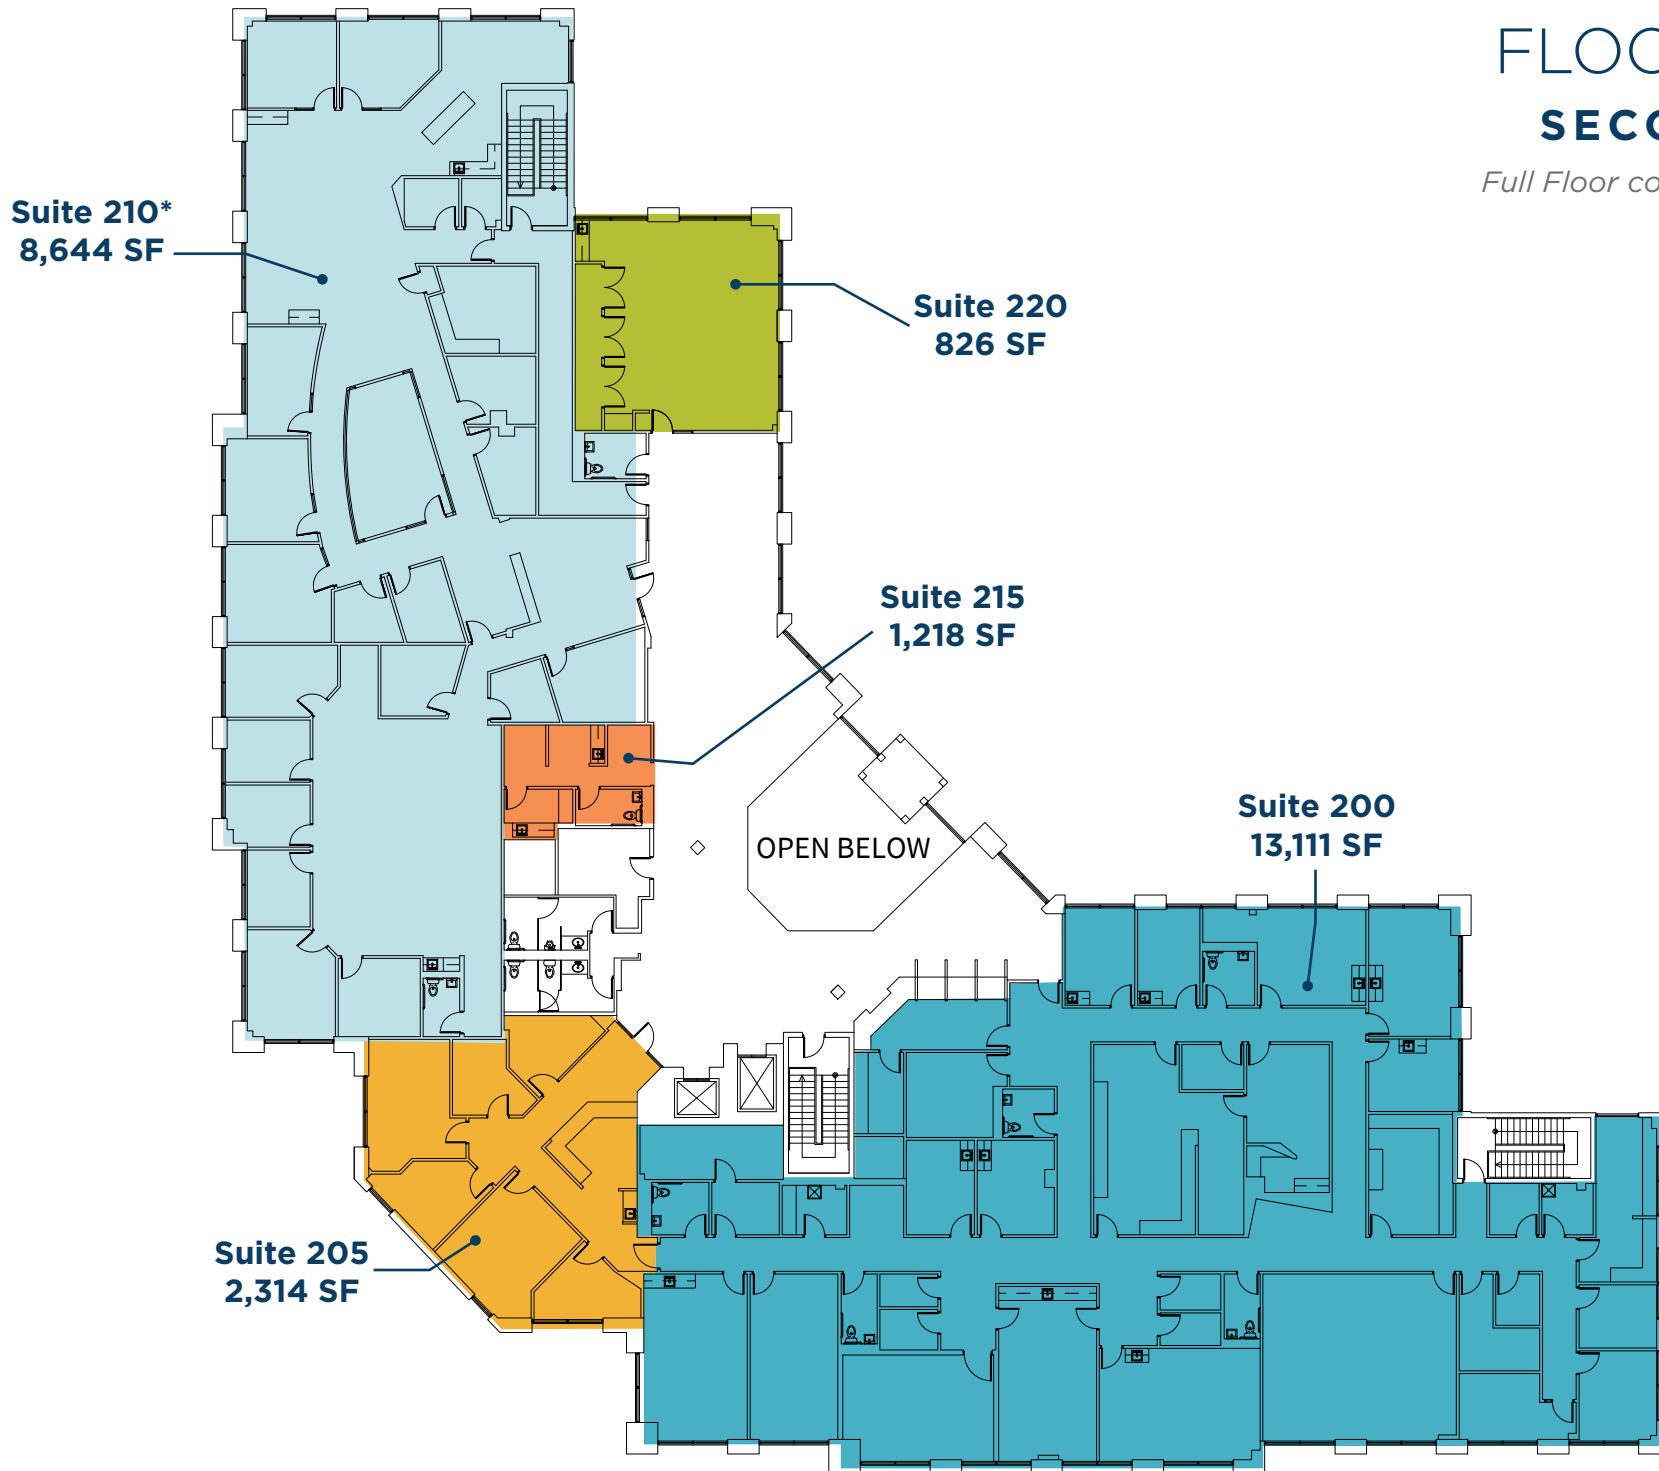 FLOO
SECO
Full Floor co
Suite 210*
8,644 SF
Suite 220
826 SF
Suite 215
1,218 SF
Suite 200
13,111 SF
OPEN BELOW
Suite 205
2,314 SF